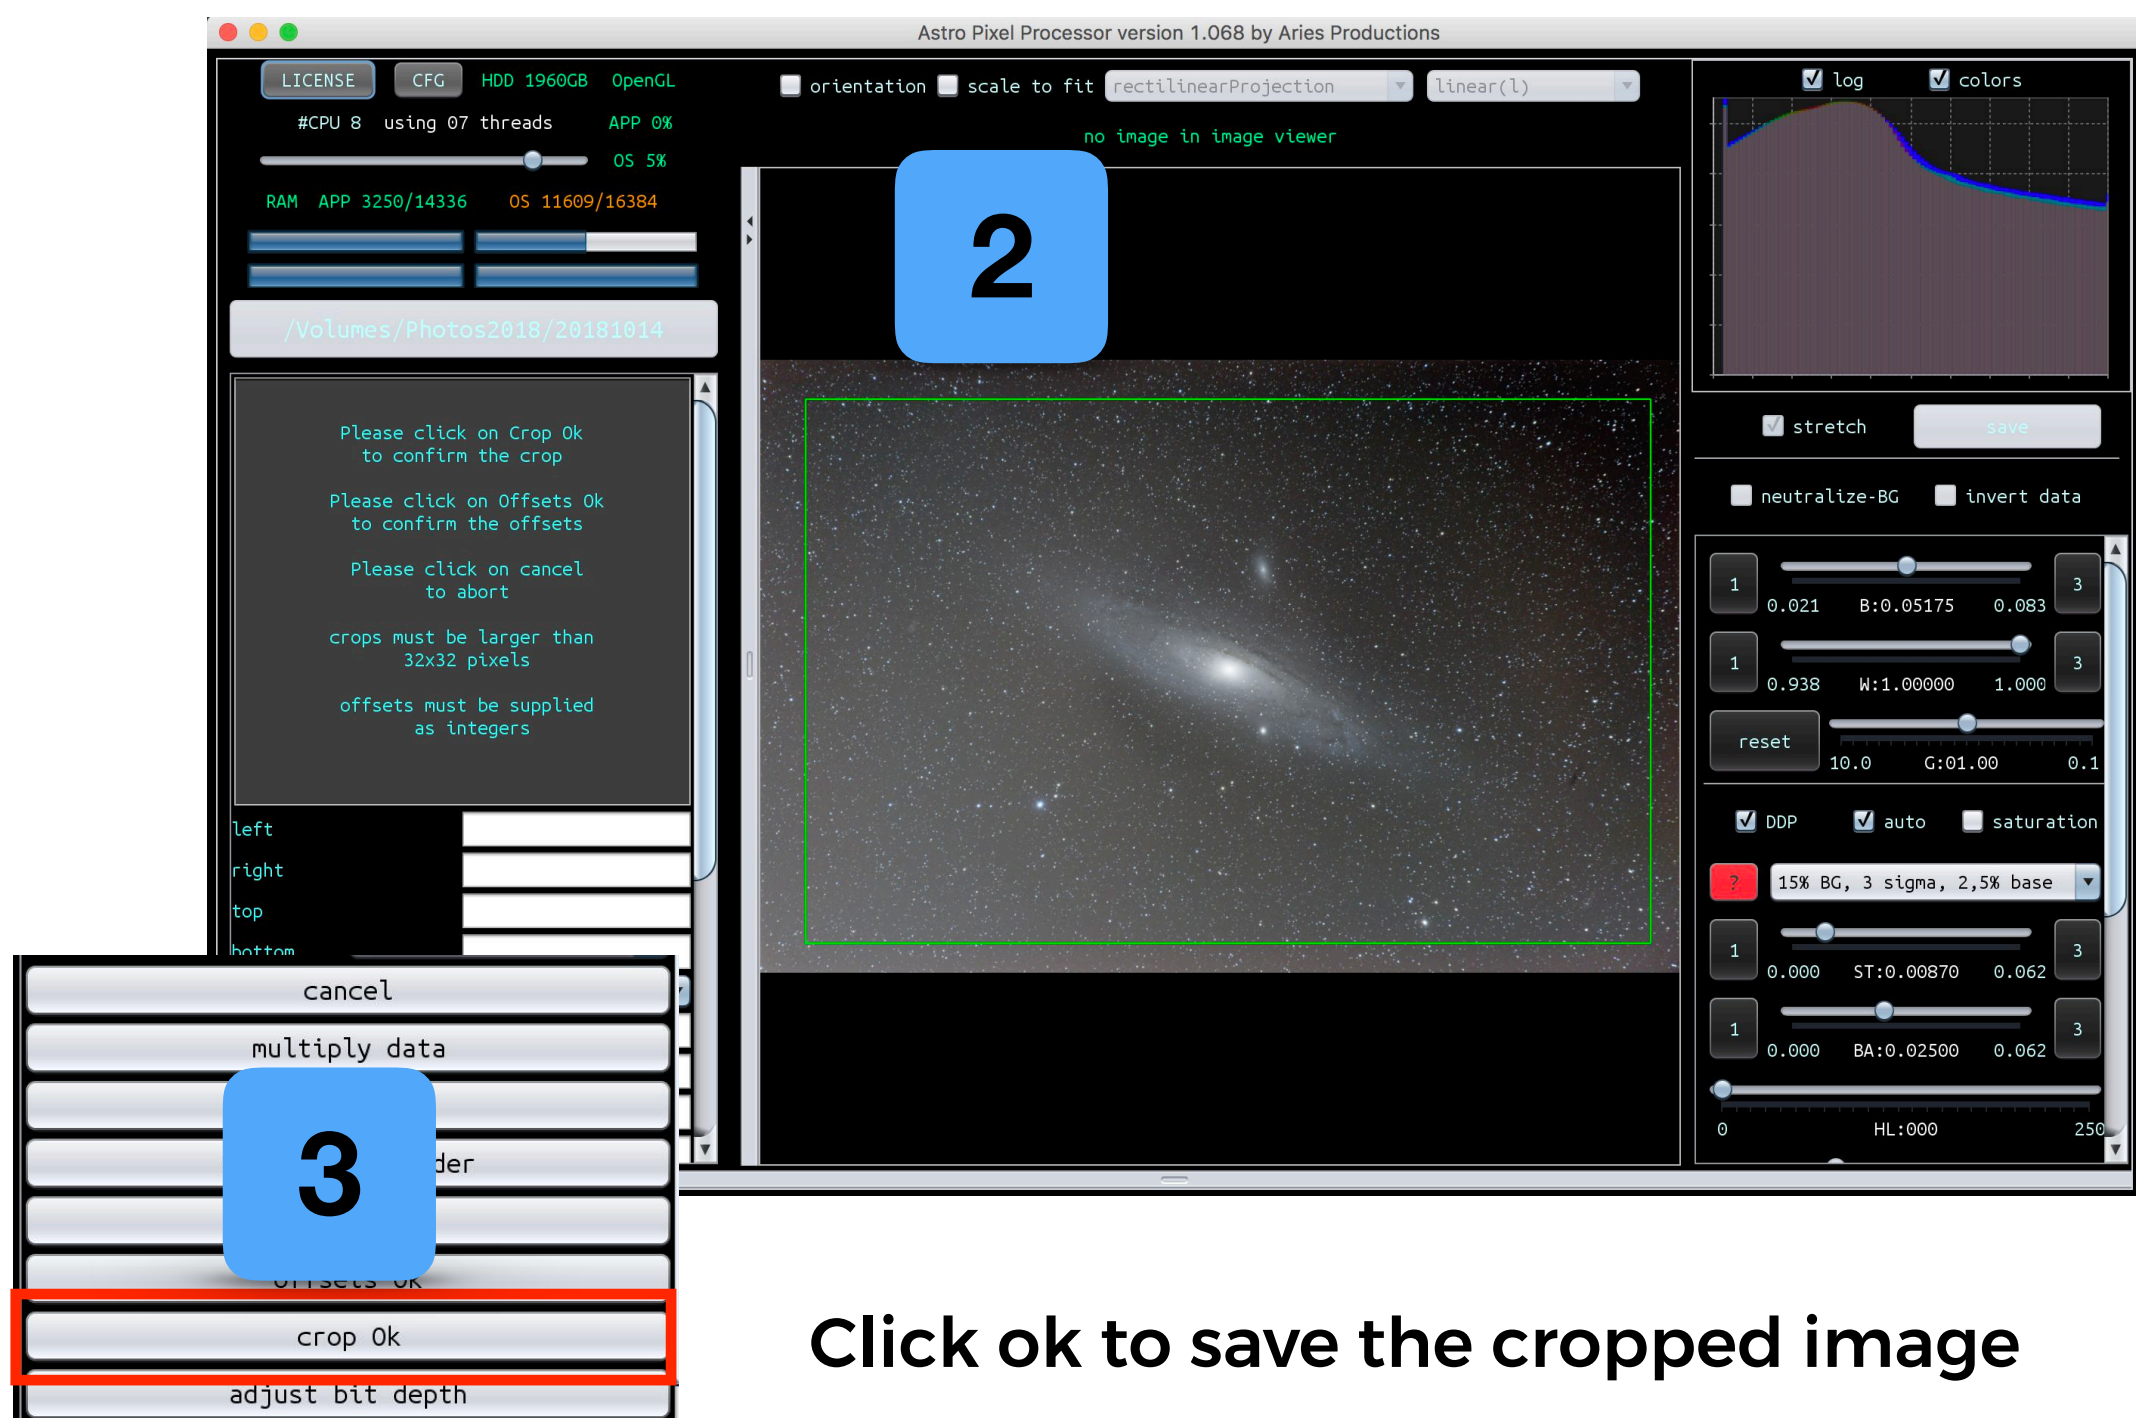 Astro Pixel Processor version 1.068 by Aries Productions
LICENSE CFG HDD 1960GB OpenGL
#CPU 8 using 07 threads APP 0%
OS 5%
RAM APP 3250/14336 OS 11609/16384
/Volumes/Photos2018/20181014
Please click on Crop Ok
to confirm the crop
Please click on Offsets Ok
to confirm the offsets
Please click on cancel
to abort
crops must be larger than
32x32 pixels
offsets must be supplied
as integers
left
right
top
bottom
orientation scale to fit rectilinearProjection linear(l)
no image in image viewer
2
log colors
stretch save
neutralize-BG invert data
1 3
0.021 B:0.05175 0.083
1 3
0.938 W:1.00000 1.000
reset
10.0 G:01.00 0.1
DDP auto saturation
? 15% BG, 3 sigma, 2,5% base
1 3
0.000 ST:0.00870 0.062
1 3
0.000 BA:0.02500 0.062
0 HL:000 250
cancel
multiply data
3
offsets Ok
crop Ok
adjust bit depth
Click ok to save the cropped image